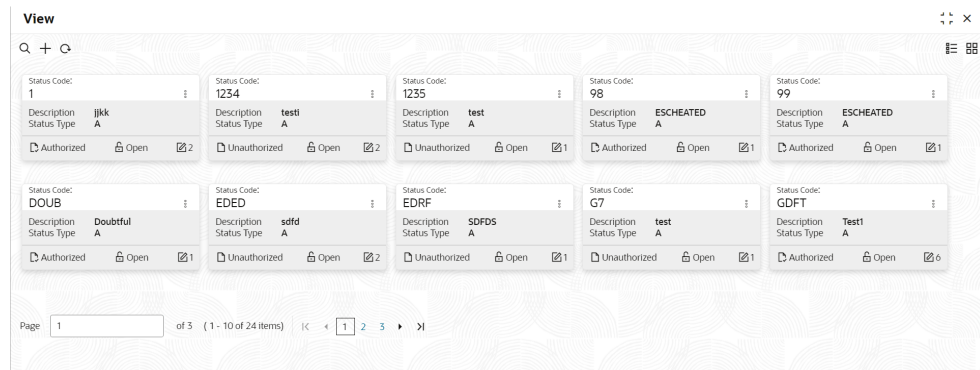 View
Status Code:
1
Description jjkk
Status Type A
Authorized Open 2
Status Code:
1234
Description testi
Status Type A
Unauthorized Open 2
Status Code:
1235
Description test
Status Type A
Unauthorized Open 1
Status Code:
98
Description ESCHEATED
Status Type A
Authorized Open 1
Status Code:
99
Description ESCHEATED
Status Type A
Authorized Open 1
Status Code:
DOUB
Description Doubtful
Status Type A
Authorized Open 1
Status Code:
EDED
Description sdfd
Status Type A
Unauthorized Open 2
Status Code:
EDRF
Description SDFDS
Status Type A
Unauthorized Open 1
Status Code:
G7
Description test
Status Type A
Unauthorized Open 1
Status Code:
GDFT
Description Test1
Status Type A
Authorized Open 6
Page 1 of 3 (1 - 10 of 24 items) 1 2 3